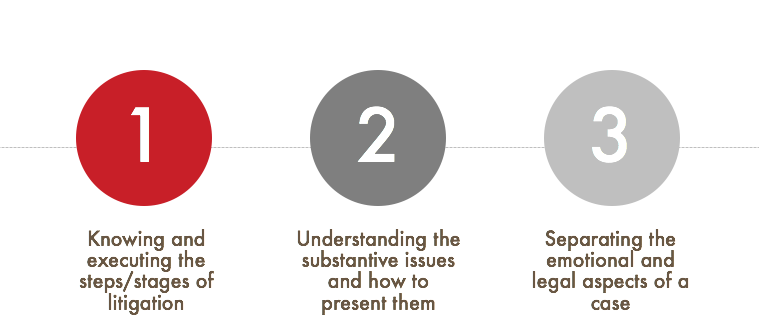 1
Knowing and
executing the
steps/stages of
litigation
2
Understanding the
substantive issues
and how to
present them
3
Separating the
emotional and
legal aspects of a
case